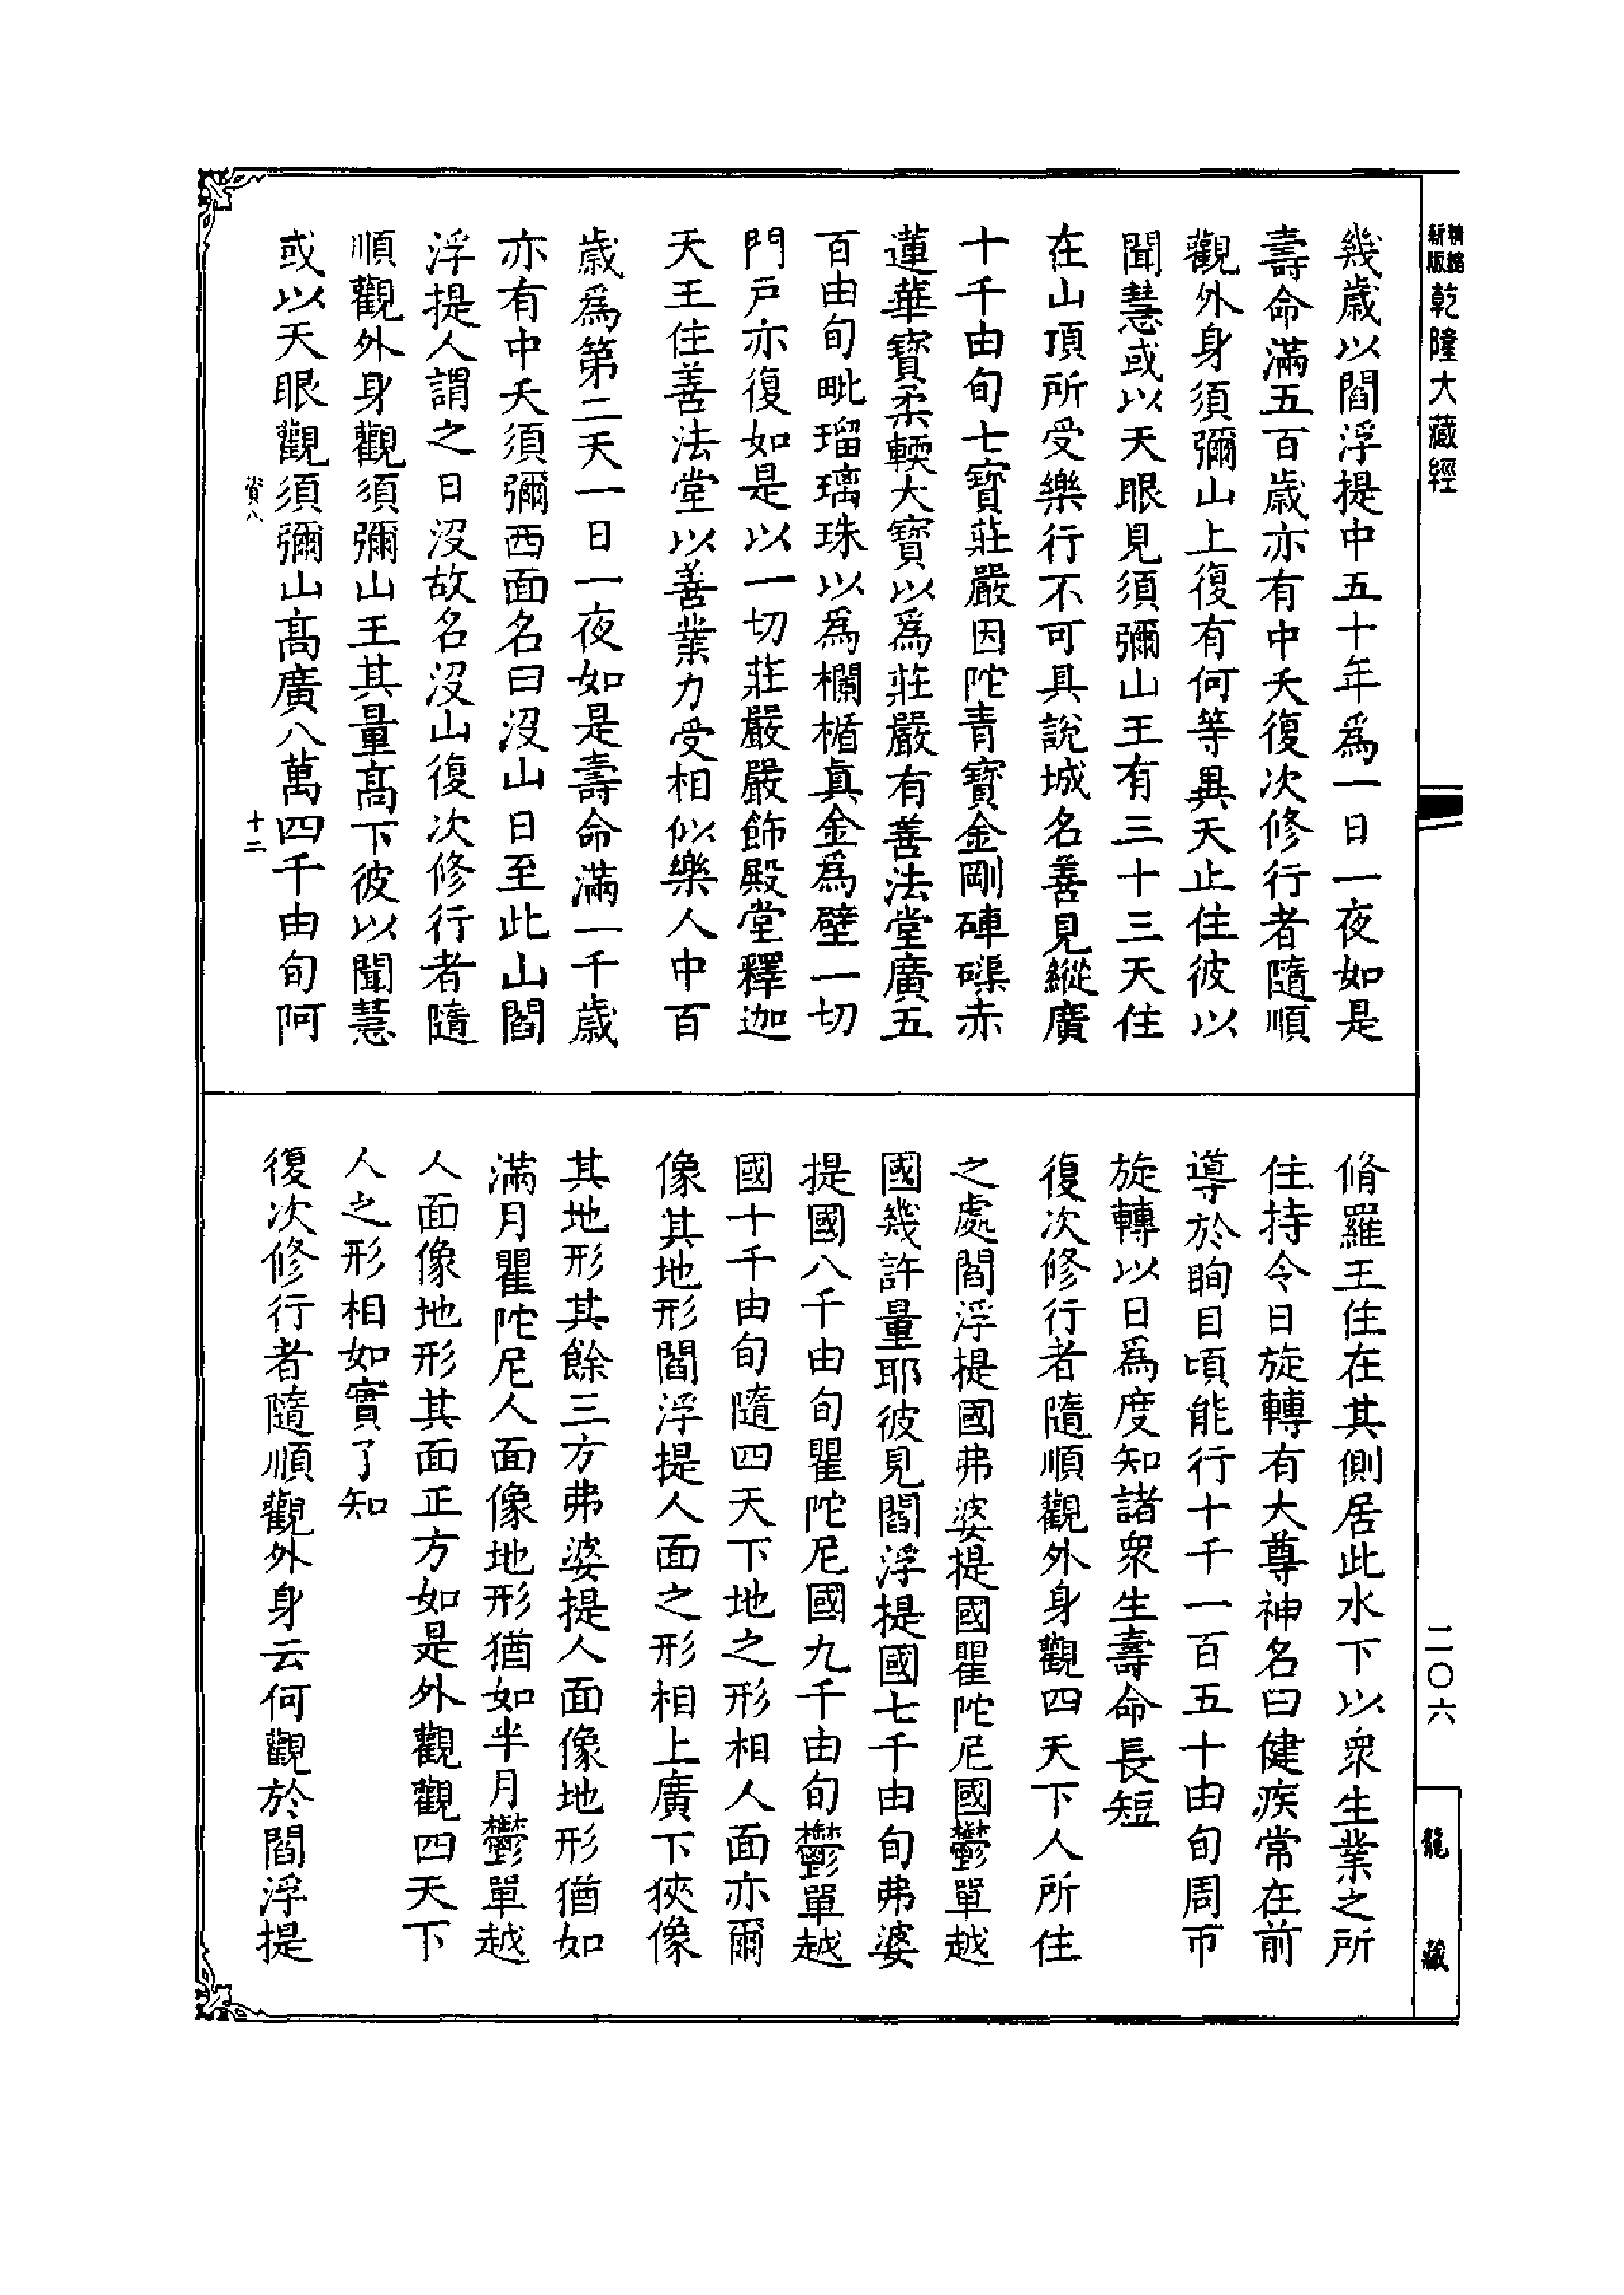 精縮
新版
乾隆大藏經
幾歲以閻浮提中五十年爲一日一夜如是
壽命滿五百歲亦有中夭復次修行者隨順
觀外身須彌山上復有何等異天止住彼以
聞慧或以天眼見須彌山王有三十三天住
在山頂所受樂行不可具說城名善見縱廣
十千由旬七寶莊嚴因陀青寶金剛硨磲赤
蓮華寶柔輭大寶以爲莊嚴有善法堂廣五
百由旬毗瑠璃珠以爲欄楯真金爲壁一切
門戶亦復如是以一切莊嚴嚴飾殿堂釋迦
天王住善法堂以善業力受相似樂人中百
歲爲第二天一日一夜如是壽命滿一千歲
亦有中夭須彌西面名曰沒山日至此山閻
浮提人謂之日沒故名沒山復次修行者隨
順觀外身觀須彌山王其量高下彼以聞慧
或以天眼觀須彌山高廣八萬四千由旬阿
資八
十二
脩羅王住在其側居此水下以衆生業之所
住持令日旋轉有大尊神名曰健疾常在前
導於眴目頃能行十千一百五十由旬周帀
旋轉以日爲度知諸衆生壽命長短
復次修行者隨順觀外身觀四天下人所住
之處閻浮提國弗婆提國瞿陀尼國鬱單越
國幾許量耶彼見閻浮提國七千由旬弗婆
提國八千由旬瞿陀尼國九千由旬鬱單越
國十千由旬隨四天下地之形相人面亦爾
像其地形閻浮提人面之形相上廣下狹像
其地形其餘三方弗婆提人面像地形猶如
滿月瞿陀尼人面像地形猶如半月鬱單越
人面像地形其面正方如是外觀觀四天下
人之形相如實了知
復次修行者隨順觀外身云何觀於閻浮提
二〇六
龍藏